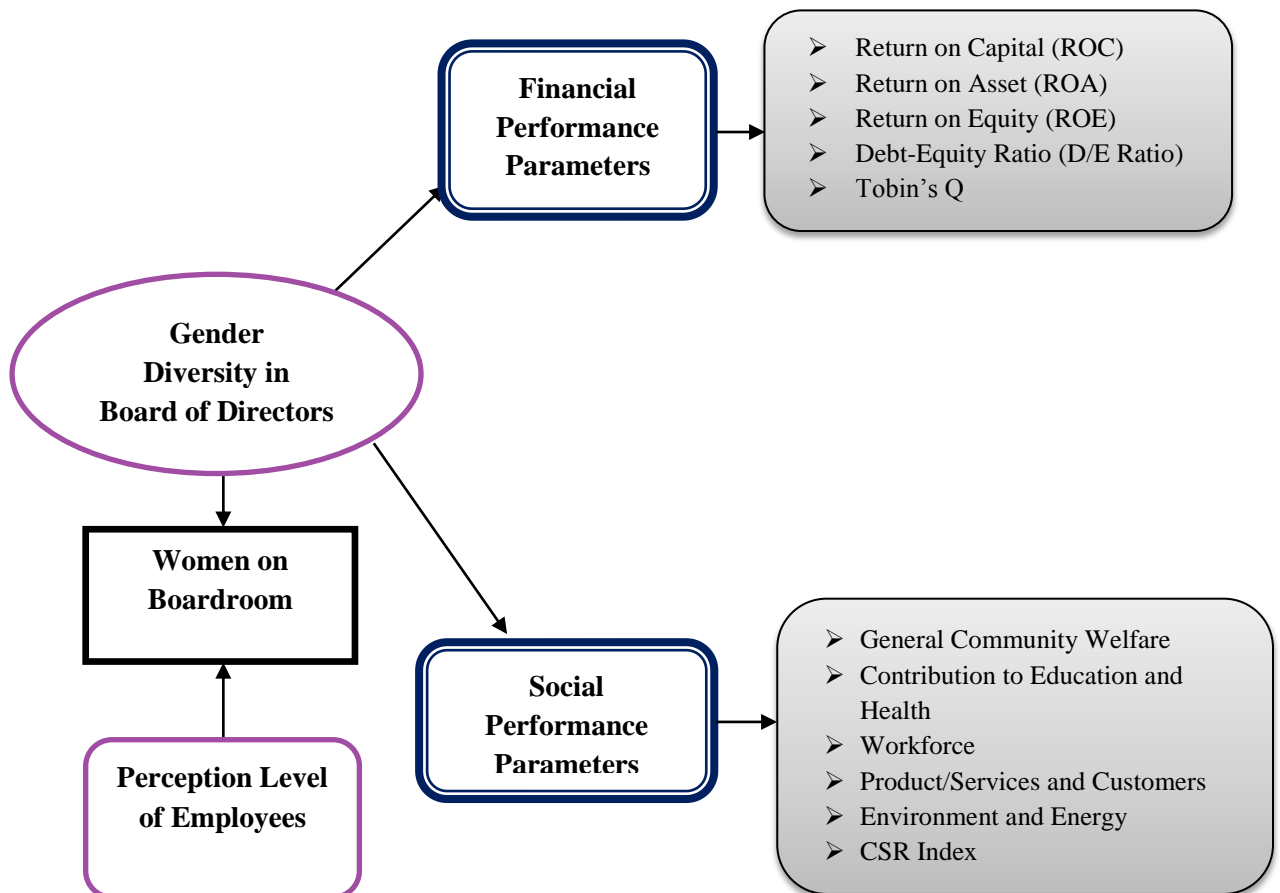 Financial
Performance
Parameters
➢ Return on Capital (ROC)
➢ Return on Asset (ROA)
➢ Return on Equity (ROE)
➢ Debt-Equity Ratio (D/E Ratio)
➢ Tobin’s Q
Gender
Diversity in
Board of Directors
Women on
Boardroom
Social
Performance
Parameters
➢ General Community Welfare
➢ Contribution to Education and
Health
➢ Workforce
➢ Product/Services and Customers
➢ Environment and Energy
➢ CSR Index
Perception Level
of Employees